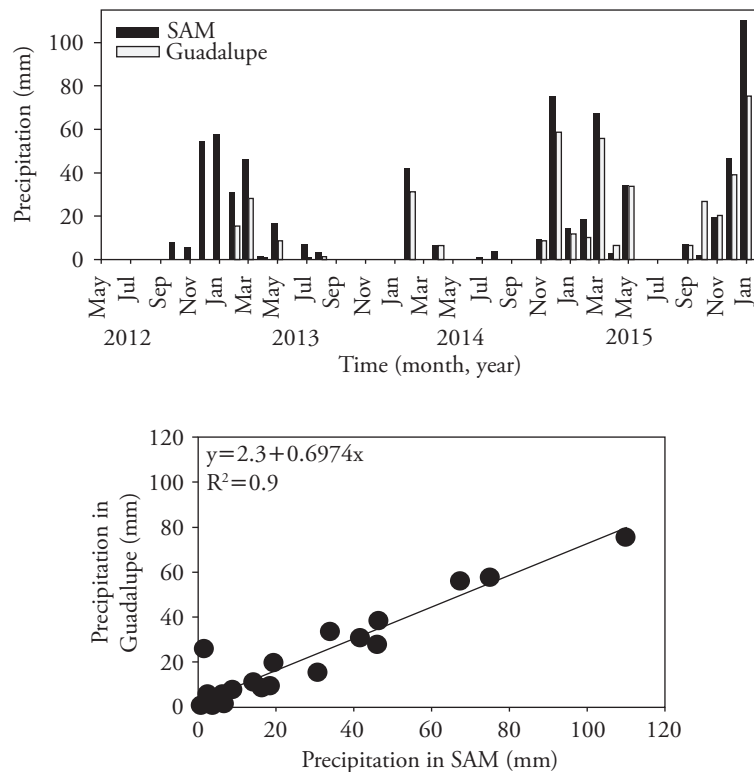 Precipitation (mm)
100
80
60
40
20
0
SAM
Guadalupe
May Jul Sep Nov Jan Mar May Jul Sep Nov Jan Mar May Jul Sep Nov Jan Mar May Jul Sep Nov Jan
2012 2013 2014 2015
Time (month, year)
Precipitation in
Guadalupe (mm)
120
100
80
60
40
20
0
y=2.3+0.6974x
R²=0.9
0 20 40 60 80 100 120
Precipitation in SAM (mm)